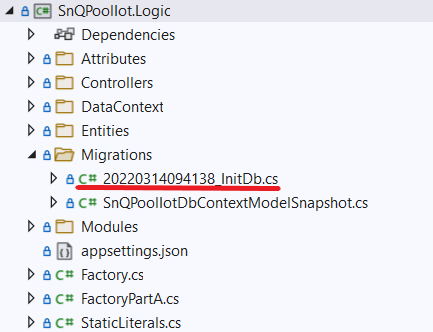 C# SnQPoolIot.Logic
Dependencies
Attributes
Controllers
DataContext
Entities
Migrations
C# 20220314094138_InitDb.cs
C# SnQPoolIotDbContextModelSnapshot.cs
Modules
appsettings.json
C# Factory.cs
C# FactoryPartA.cs
C# StaticLiterals.cs